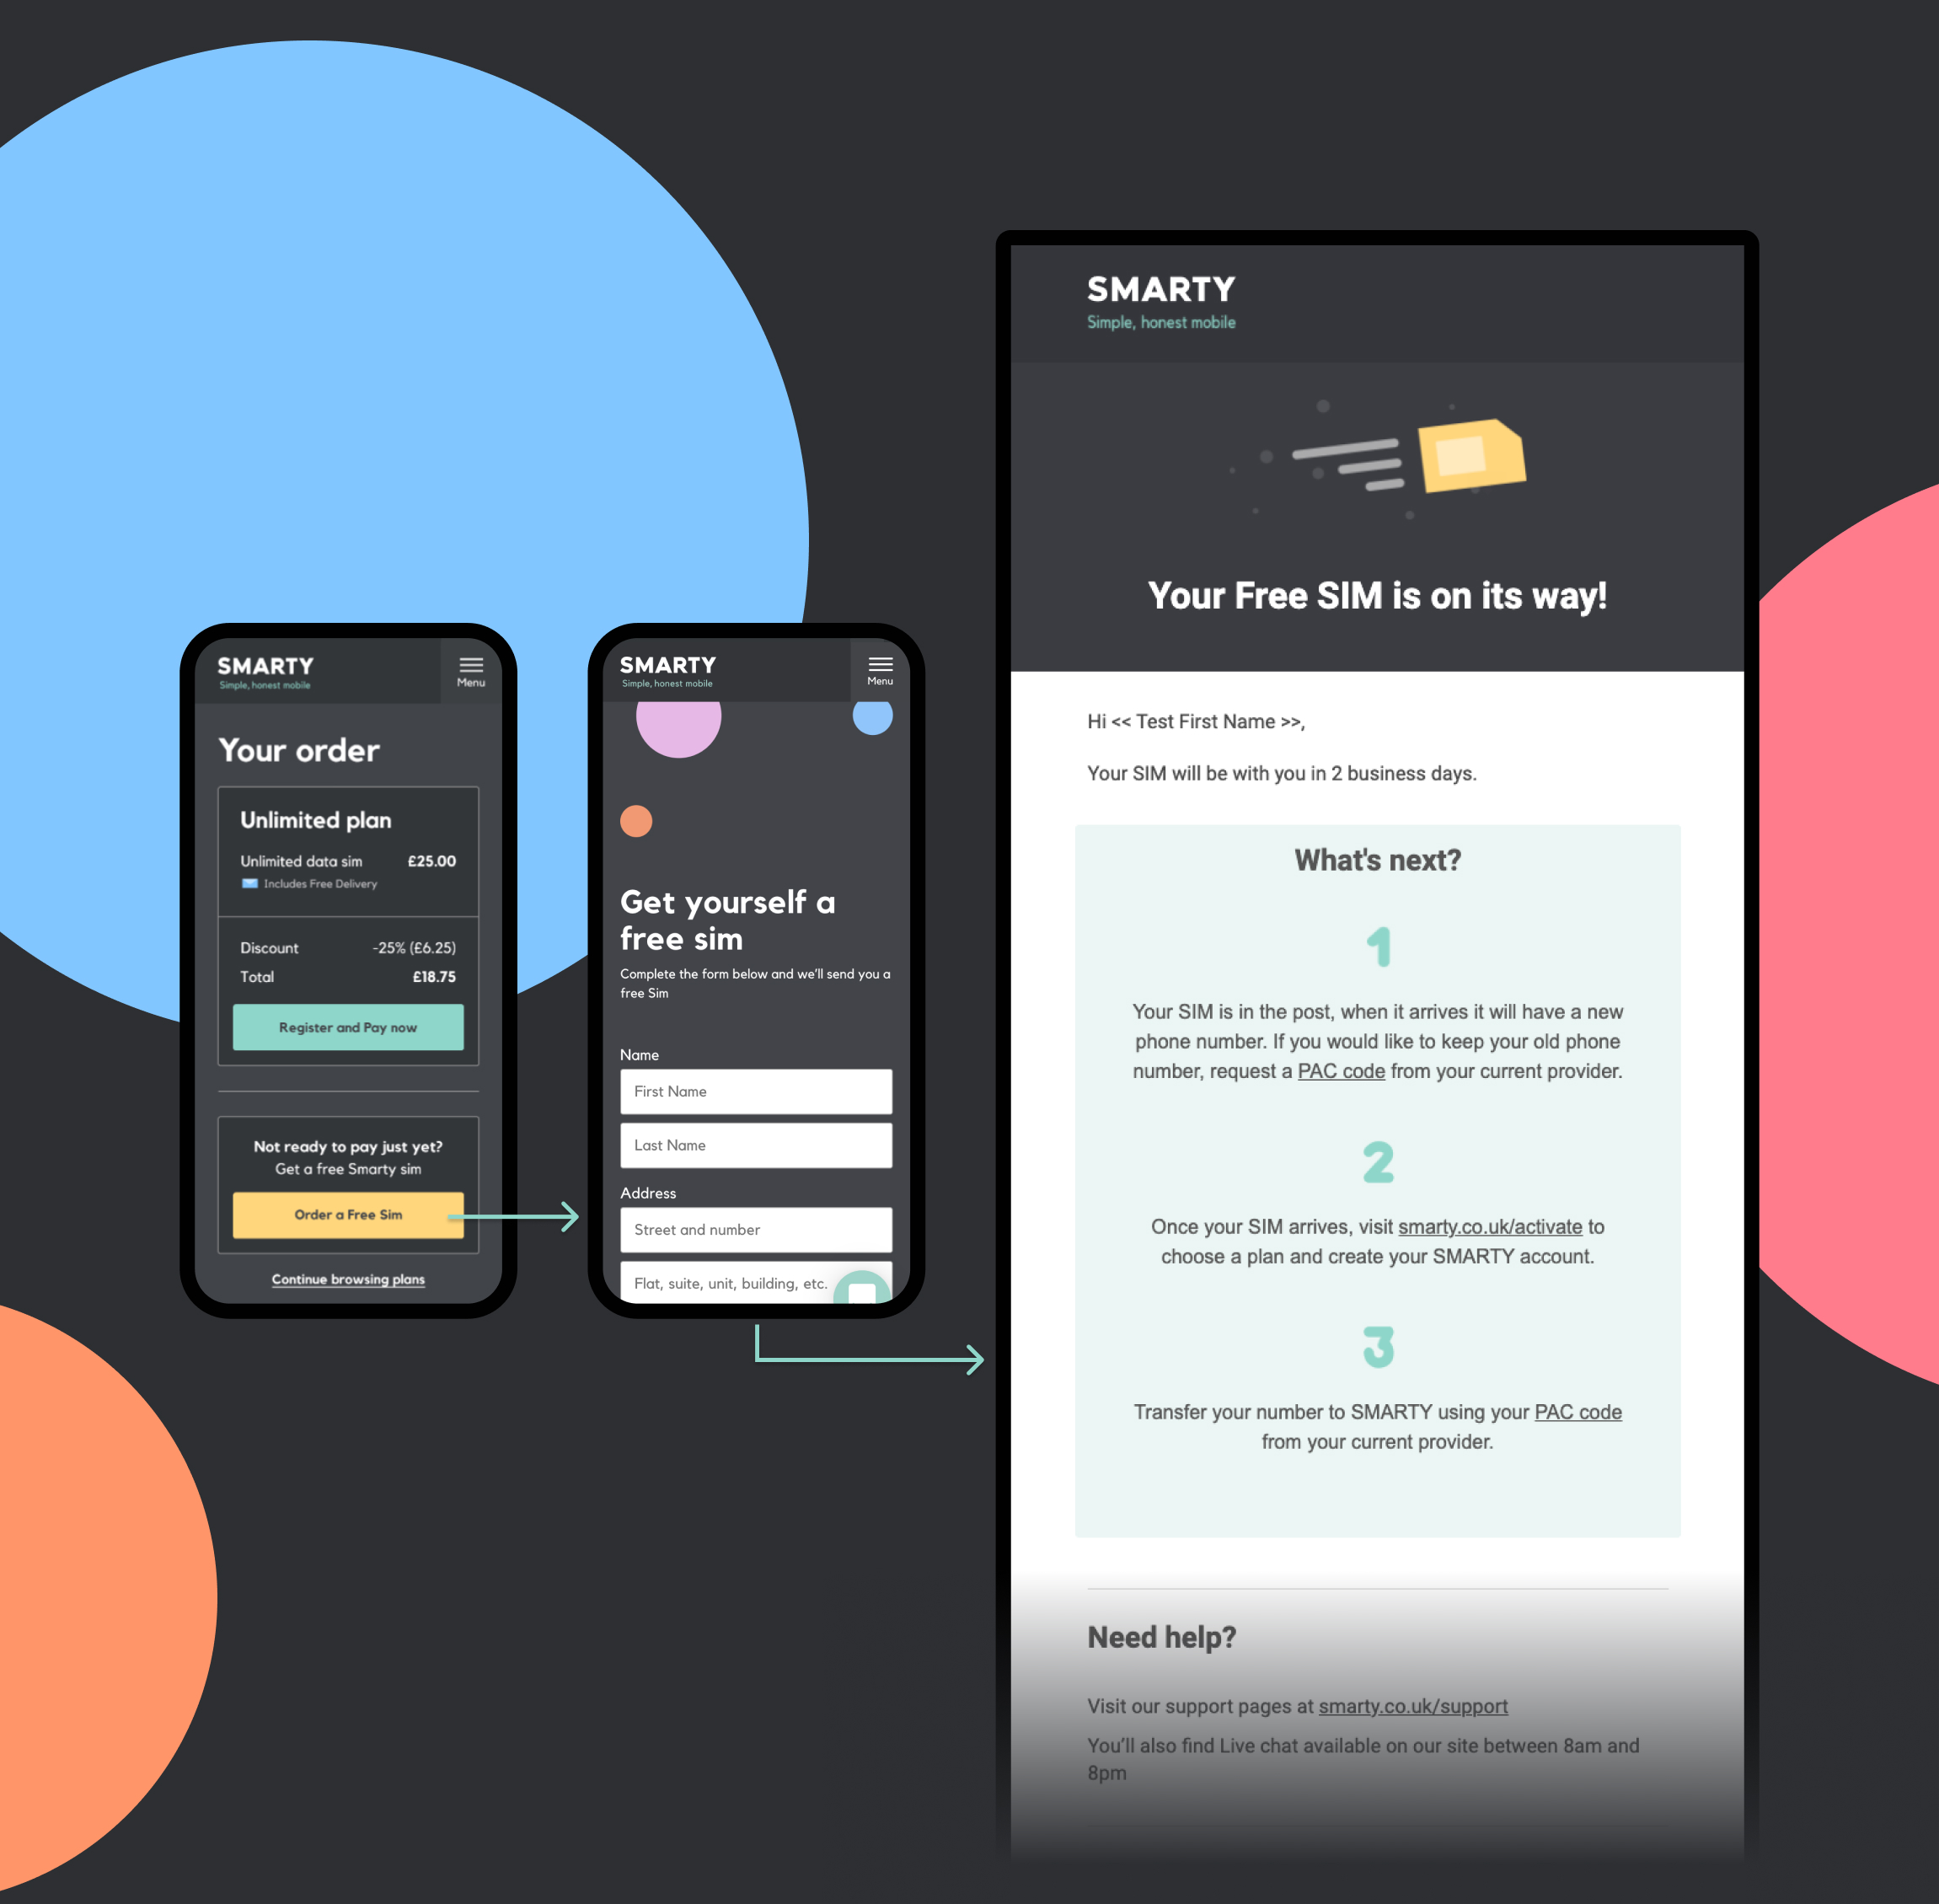 SMARTY
Simple, honest mobile
Menu
Your order
Unlimited plan
Unlimited data sim £25.00
Includes Free Delivery
Discount -25% (£6.25)
Total £18.75
Register and Pay now
Not ready to pay just yet?
Get a free Smarty sim
Order a Free Sim
Continue browsing plans
SMARTY
Simple, honest mobile
Menu
Get yourself a
free sim
Complete the form below and we'll send you a
free Sim
Name
First Name
Last Name
Address
Street and number
Flat, suite, unit, building, etc.
SMARTY
Simple, honest mobile
Your Free SIM is on its way!
Hi << Test First Name >>,
Your SIM will be with you in 2 business days.
What's next?
1
Your SIM is in the post, when it arrives it will have a new
phone number. If you would like to keep your old phone
number, request a PAC code from your current provider.
2
Once your SIM arrives, visit smarty.co.uk/activate to
choose a plan and create your SMARTY account.
3
Transfer your number to SMARTY using your PAC code
from your current provider.
Need help?
Visit our support pages at smarty.co.uk/support
You'll also find Live chat available on our site between 8am and
8pm